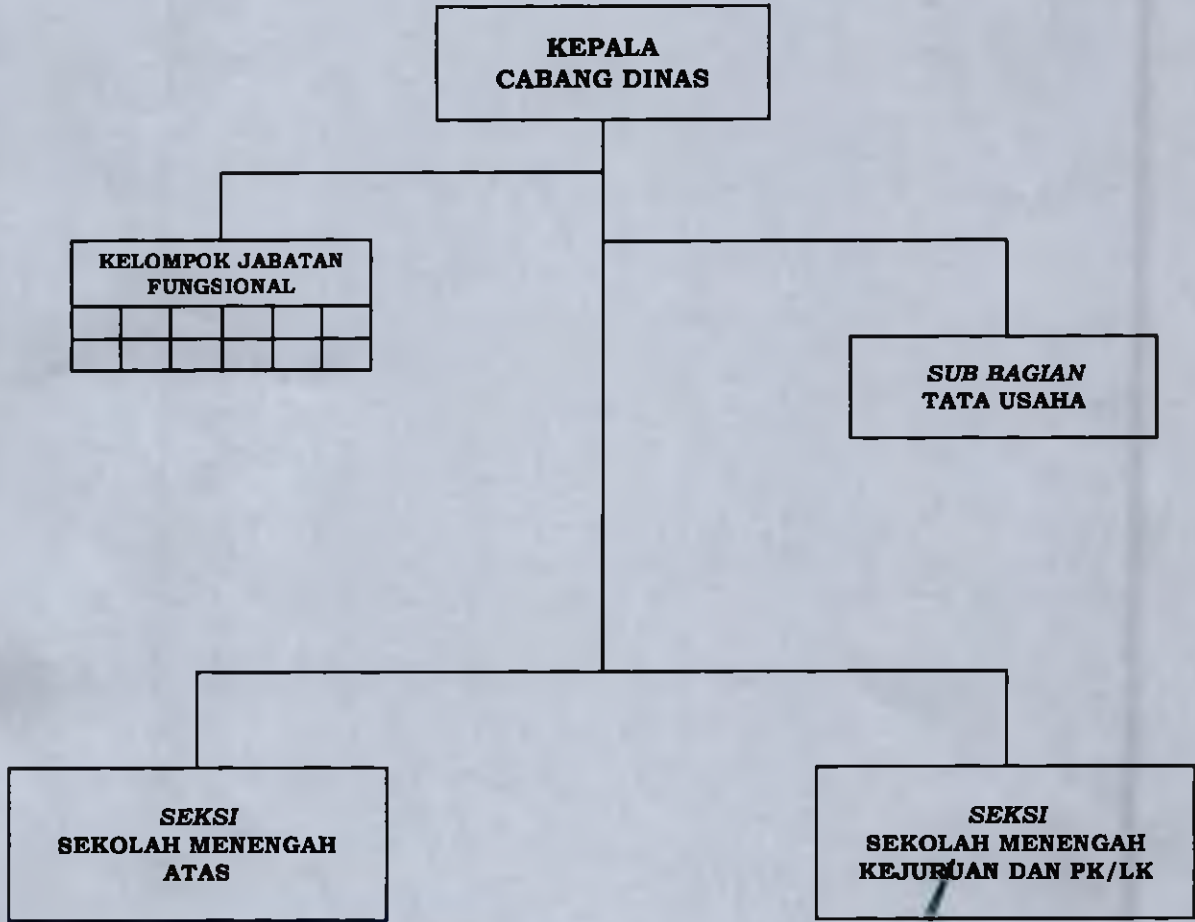 KEPALA
CABANG DINAS
KELOMPOK JABATAN
FUNGSIONAL
SUB BAGIAN
TATA USAHA
SEKSI
SEKOLAH MENENGAH
ATAS
SEKSI
SEKOLAH MENENGAH
KEJURUAN DAN PK/LK